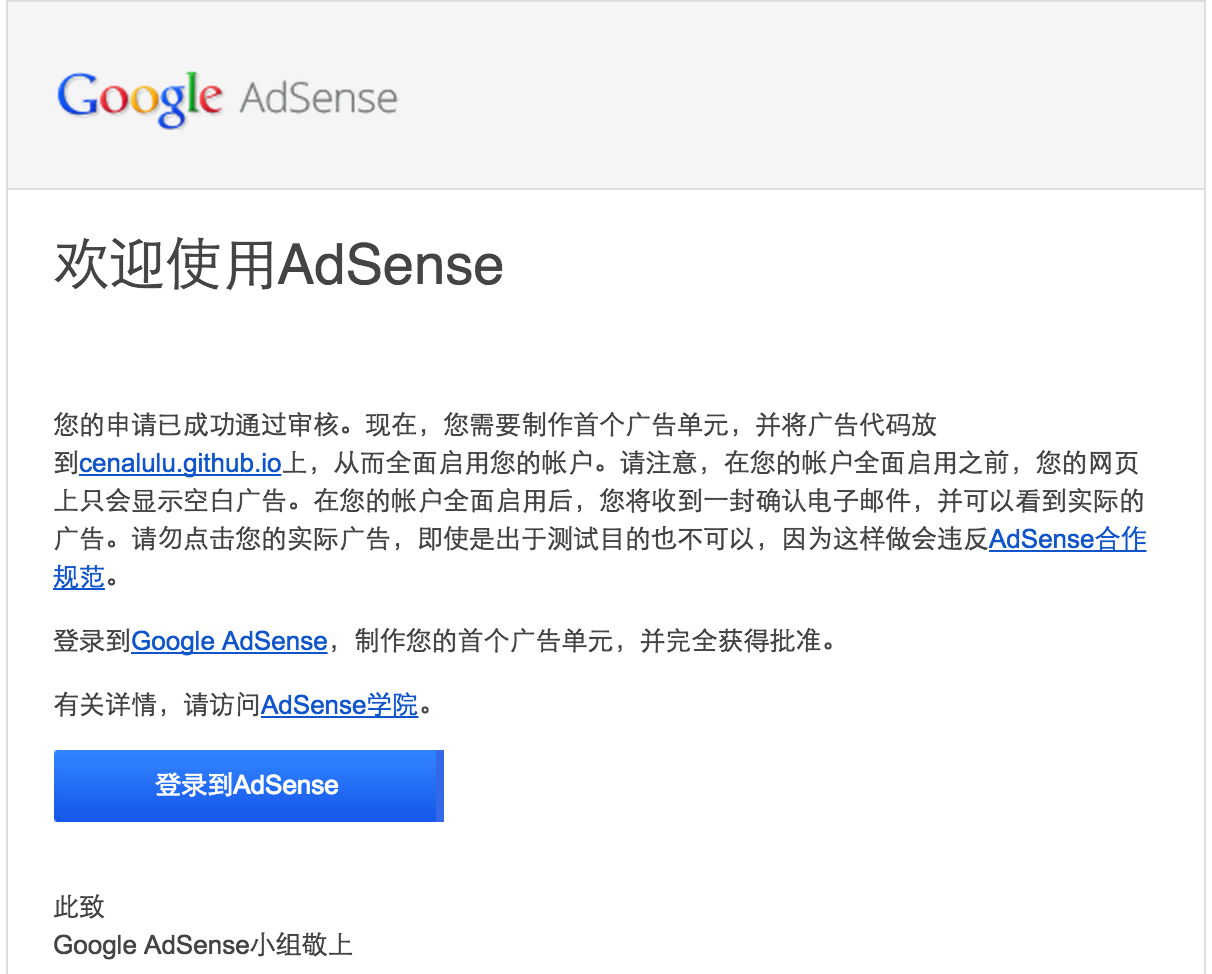 Google AdSense
欢迎使用AdSense
您的申请已成功通过审核。现在，您需要制作首个广告单元，并将广告代码放
到cenalulu.github.io上，从而全面启用您的帐户。请注意，在您的帐户全面启用之前，您的网页
上只会显示空白广告。在您的帐户全面启用后，您将收到一封确认电子邮件，并可以看到实际的
广告。请勿点击您的实际广告，即使是出于测试目的也不可以，因为这样做会违反AdSense合作
规范。
登录到Google AdSense，制作您的首个广告单元，并完全获得批准。
有关详情，请访问AdSense学院。
登录到AdSense
此致
Google AdSense小组敬上